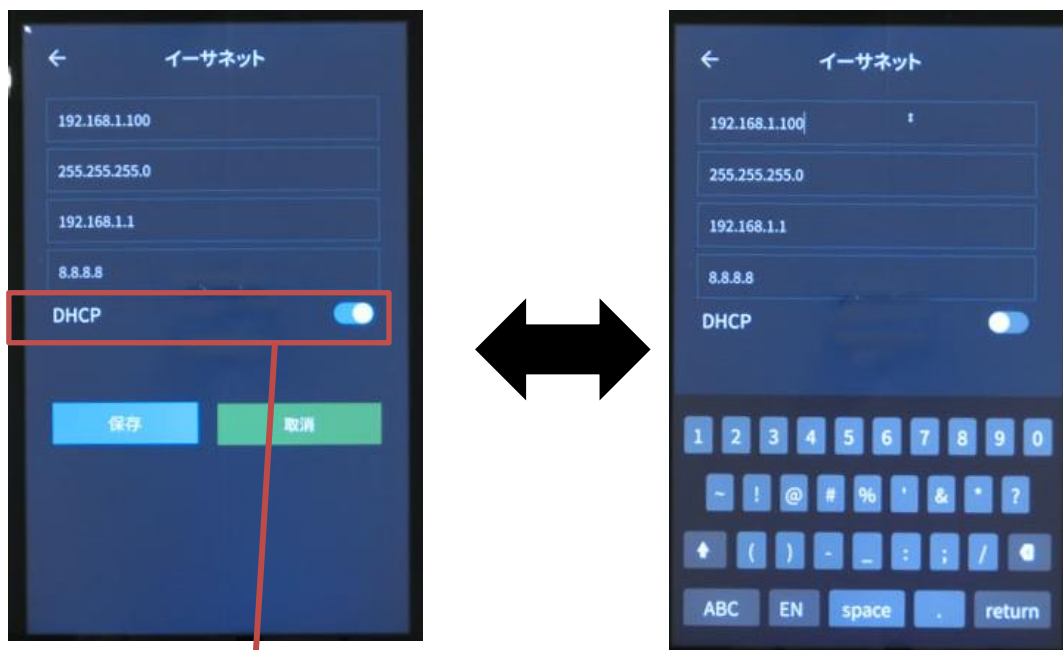 イーサネット
192.168.1.100
255.255.255.0
192.168.1.1
8.8.8.8
DHCP
保存 取消
イーサネット
192.168.1.100
255.255.255.0
192.168.1.1
8.8.8.8
DHCP
1 2 3 4 5 6 7 8 9 0
~ ! @ # % ' & * ?
( ) - _ : ; /
ABC EN space . return